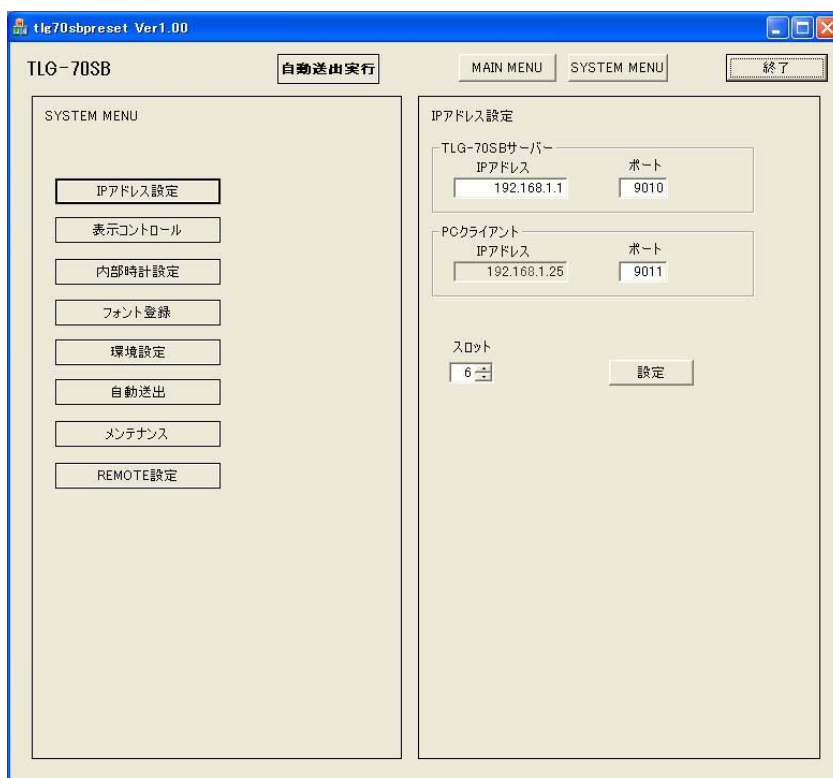 tlg70sbpreset Ver1.00
TLG-70SB
自動送出実行
MAIN MENU
SYSTEM MENU
終了
SYSTEM MENU
IPアドレス設定
表示コントロール
内部時計設定
フォント登録
環境設定
自動送出
メンテナンス
REMOTE設定
IPアドレス設定
TLG-70SBサーバー
IPアドレス ポート
192.168.1.1 9010
PCクライアント
IPアドレス ポート
192.168.1.25 9011
スロット
6 設定